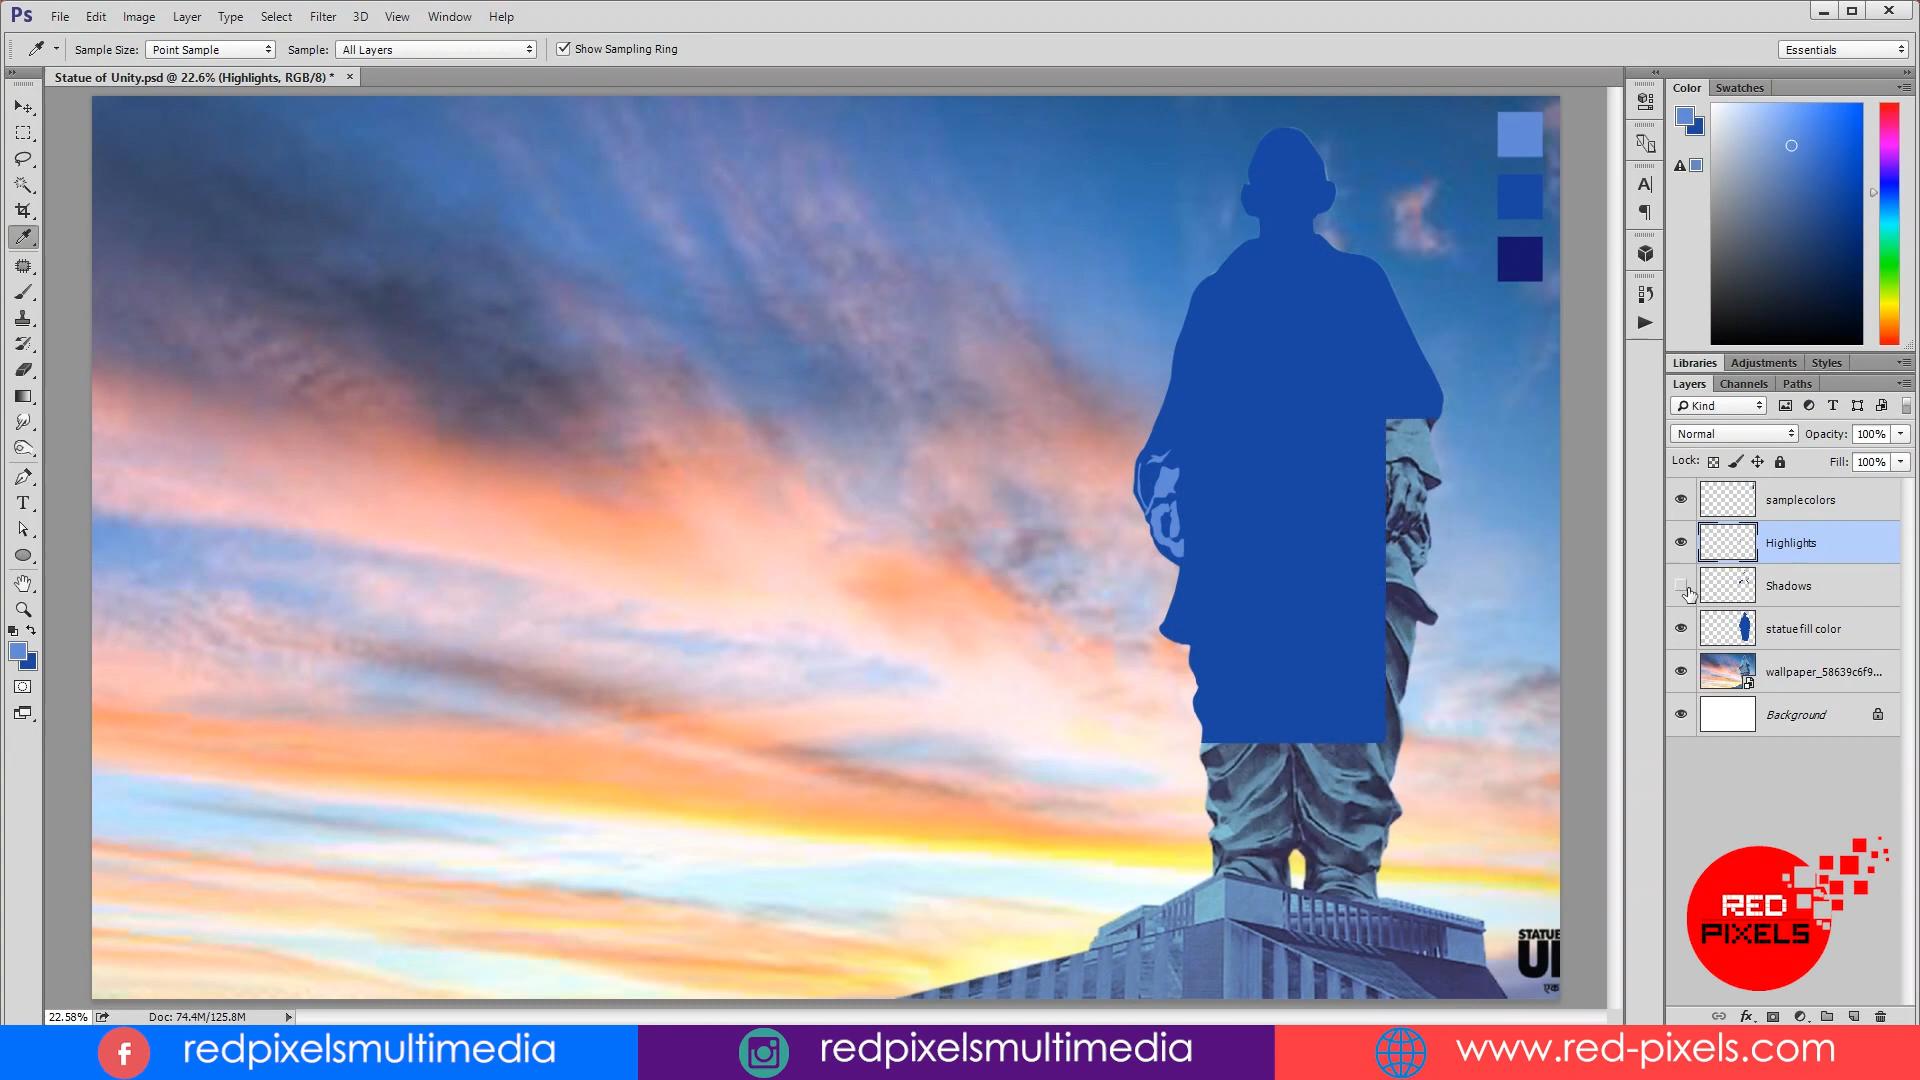 Ps File Edit Image Layer Type Select Filter 3D View Window Help
Sample Size: Point Sample Sample: All Layers Show Sampling Ring Essentials
Statue of Unity.psd @ 22.6% (Highlights, RGB/8) * ×
Color Swatches
Libraries Adjustments Styles
Layers Channels Paths
Kind
Normal Opacity: 100%
Lock: Fill: 100%
sample colors
Highlights
Shadows
statue fill color
wallpaper_58639c6f9...
Background
RED
PIXELS
STATUE
U
एक
22.58% Doc: 74.4M/125.8M
redpixelsmultimedia redpixelsmultimedia www.red-pixels.com